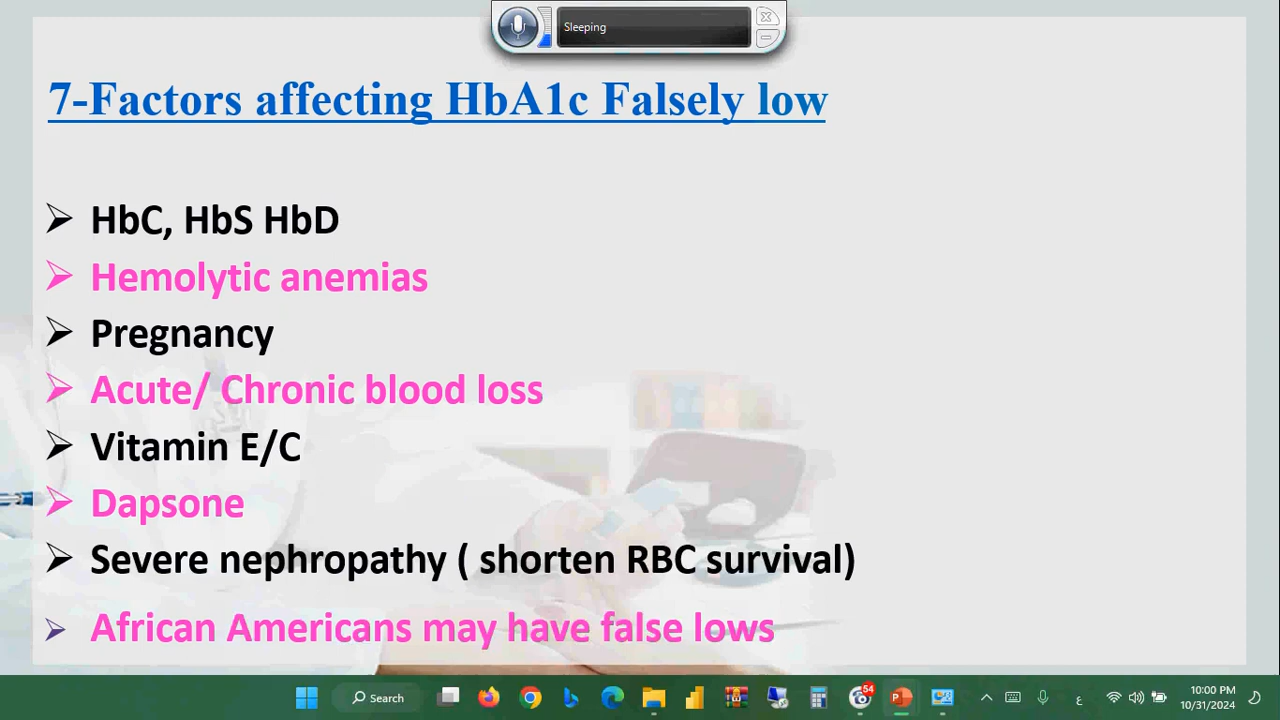 Sleeping
7-Factors affecting HbA1c Falsely low
HbC, HbS HbD
Hemolytic anemias
Pregnancy
Acute/ Chronic blood loss
Vitamin E/C
Dapsone
Severe nephropathy ( shorten RBC survival)
African Americans may have false lows
Search
54
ع
10:00 PM
10/31/2024